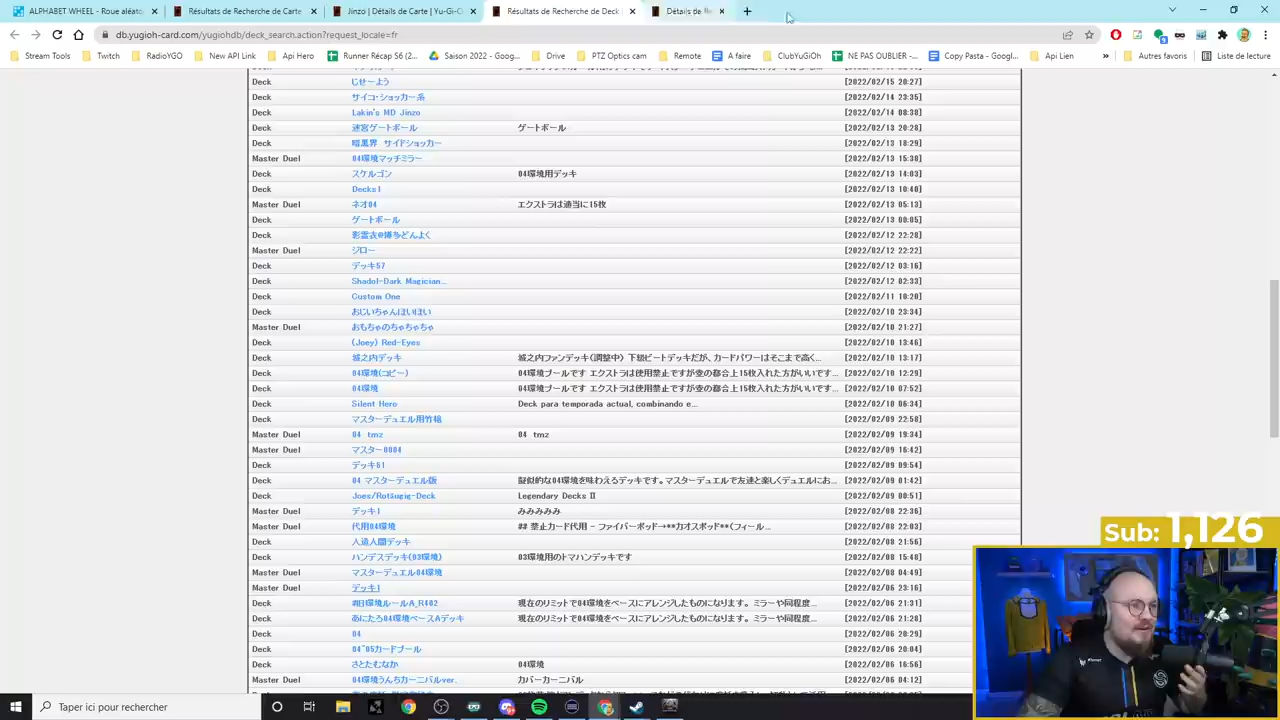 ALPHABET.WHEEL - Roue aléato
Résultats de Recherche de Carte
Jinzo | Détails de Carte | Yu-Gi-O
Résultats de Recherche de Deck
Détails de
db.yugioh-card.com/yugiohdb/deck_search.action?request_locale=fr
Stream Tools
Twitch
RadioYGO
New API Link
Api Hero
Runner Récap S6 (2...
Saison 2022 - Goog...
Drive
PTZ Optics cam
Remote
A faire
ClubYuGiOh
NE PAS OUBLIER -...
Copy Pasta - Googl...
Api Lien
Autres favoris
Liste de lecture
Deck じせーよう [2022/02/15 20:27]
Deck サイコ・ショッカー系 [2022/02/14 23:35]
Deck Lakin's MD Jinzo [2022/02/14 08:38]
Deck 迷宮ゲートボール ゲートボール [2022/02/13 20:28]
Deck 暗黒界 サイドショッカー [2022/02/13 18:29]
Master Duel 04環境マッチミラー [2022/02/13 15:38]
Deck スケルゴン 04環境用デッキ [2022/02/13 14:03]
Deck Decks1 [2022/02/13 10:48]
Master Duel ネオ04 エクストラは適当に15枚 [2022/02/13 05:13]
Deck ゲートボール [2022/02/13 00:05]
Deck 影霊衣@博多どんよく [2022/02/12 22:28]
Master Duel ジロー [2022/02/12 22:22]
Deck デッキ57 [2022/02/12 03:16]
Deck Shadol-Dark Magician... [2022/02/12 02:33]
Deck Custom One [2022/02/11 10:20]
Deck おじいちゃんほいほい [2022/02/10 23:34]
Master Duel おもちゃのちゃちゃちゃ [2022/02/10 21:27]
Deck (Joey) Red-Eyes [2022/02/10 13:46]
Deck 城之内デッキ 城之内ファンデッキ(調整中) 下級ビートデッキだが、カードパワーはそこまで高く... [2022/02/10 13:17]
Deck 04環境(コピー) 04環境プールです エクストラは使用禁止ですが壺の都合上15枚入れた方がいいです... [2022/02/10 12:29]
Deck 04環境 04環境プールです エクストラは使用禁止ですが壺の都合上15枚入れた方がいいです... [2022/02/10 07:52]
Deck Silent Hero Deck para temporada actual, combinando e... [2022/02/10 06:34]
Deck マスターデュエル用竹槍 [2022/02/09 22:58]
Master Duel 04 tmz 04 tmz [2022/02/09 19:34]
Master Duel マスター0004 [2022/02/09 16:42]
Deck デッキ61 [2022/02/09 09:54]
Deck 04 マスターデュエル版 擬似的な04環境を味わえるデッキです。マスターデュエルで友達と楽しくデュエルにお... [2022/02/09 01:42]
Deck Joes/Rotäugig-Deck Legendary Decks II [2022/02/09 00:51]
Master Duel デッキ1 みみみみみ [2022/02/08 22:36]
Master Duel 代用04環境 ## 禁止カード代用 - ファイバーポッド→**カオスポッド**(フィール... [2022/02/08 22:03]
Deck 人造人間デッキ [2022/02/08 21:56]
Deck ハンデスデッキ(03環境) 03環境用のトマハンデッキです [2022/02/08 15:48]
Master Duel マスターデュエル04環境 [2022/02/08 04:49]
Master Duel デッキ1 [2022/02/06 23:16]
Deck #旧環境ルールA_R402 現在のリミットで04環境をベースにアレンジしたものになります。 ミラーや同程度... [2022/02/06 21:31]
Deck あにたろ04環境ベースAデッキ 現在のリミットで04環境をベースにアレンジしたものになります。 ミラーや同程度... [2022/02/06 21:28]
Deck 04 [2022/02/06 20:29]
Deck 04~05カードプール [2022/02/06 20:04]
Deck さとたむなか 04環境 [2022/02/06 16:56]
Master Duel 04環境うんちカーニバルver. カバーカーニバル [2022/02/06 04:12]
Sub: 1,126
Taper ici pour rechercher